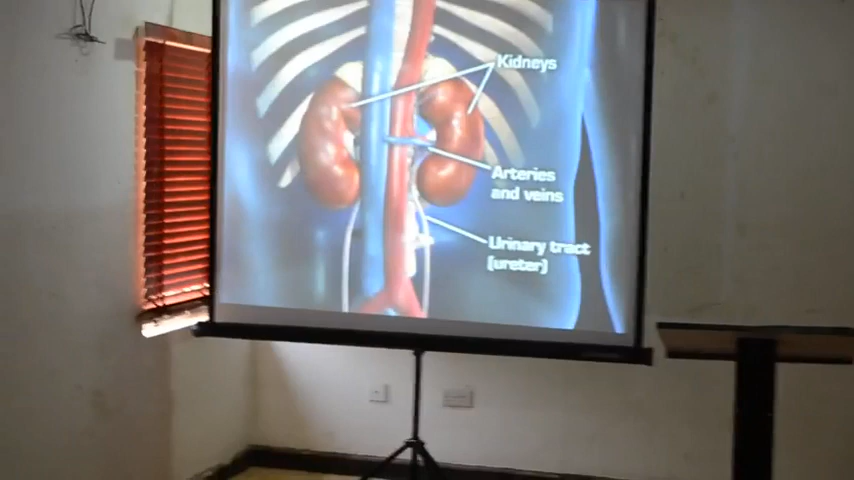 Kidneys
Arteries
and veins
Urinary tract
(ureter)